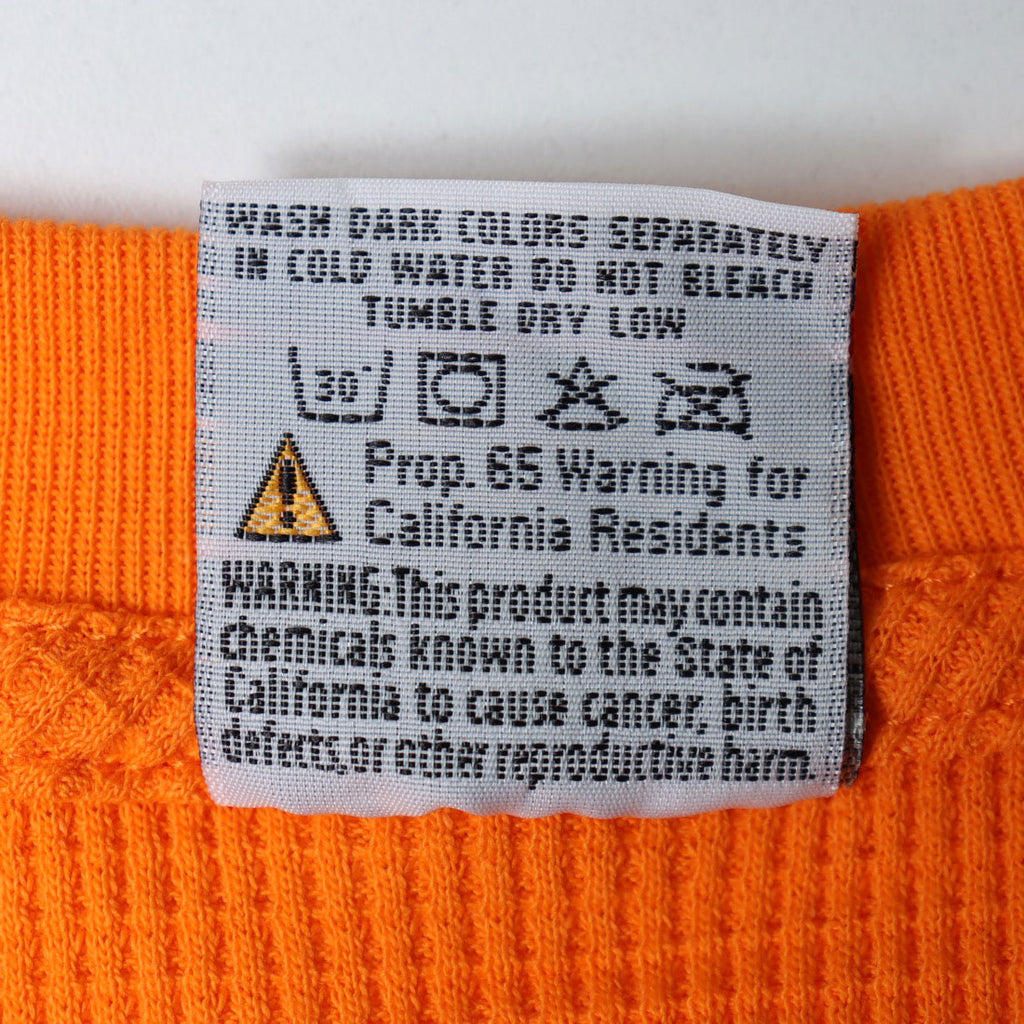 WASH DARK COLORS SEPARATELY
IN COLD WATER DO NOT BLEACH
TUMBLE DRY LOW
30°
Prop. 65 Warning for
California Residents
WARNING: This product may contain
chemicals known to the State of
California to cause cancer, birth
defects, or other reproductive harm.